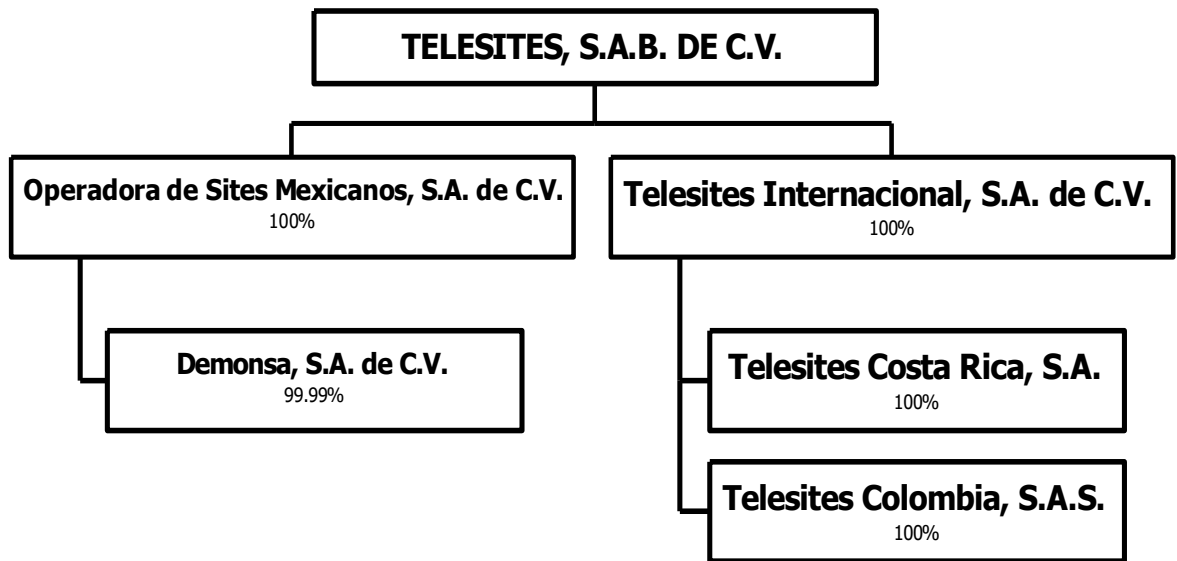 TELESITES, S.A.B. DE C.V.
Operadora de Sites Mexicanos, S.A. de C.V.
100%
Telesites Internacional, S.A. de C.V.
100%
Demonsa, S.A. de C.V.
99.99%
Telesites Costa Rica, S.A.
100%
Telesites Colombia, S.A.S.
100%